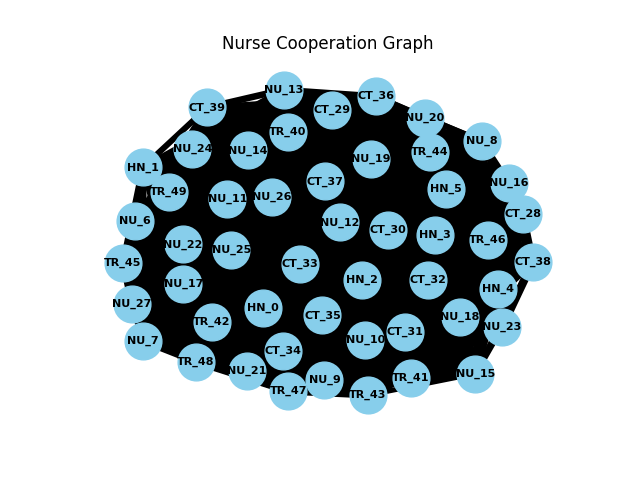 Nurse Cooperation Graph
NU_13
CT_36
CT_39
CT_29
NU_20
TR_40
NU_8
NU_24
NU_14
TR_44
NU_19
HN_1
CT_37
NU_16
HN_5
TR_49
NU_26
NU_11
CT_28
NU_6
NU_12
CT_30
HN_3
TR_46
NU_22
NU_25
CT_38
TR_45
CT_33
HN_2
CT_32
NU_17
HN_4
NU_27
HN_0
CT_35
NU_18
TR_42
NU_23
CT_31
NU_10
NU_7
CT_34
TR_48
NU_21
NU_15
TR_41
NU_9
TR_47
TR_43